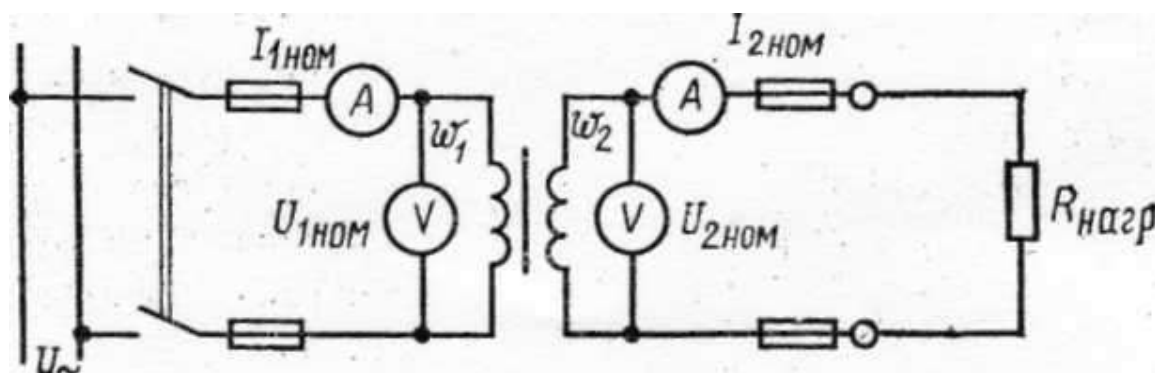 I₁ном
I₂ном
A
A
w₁
w₂
U₁ном
V
V
U₂ном
Rнагр
U~